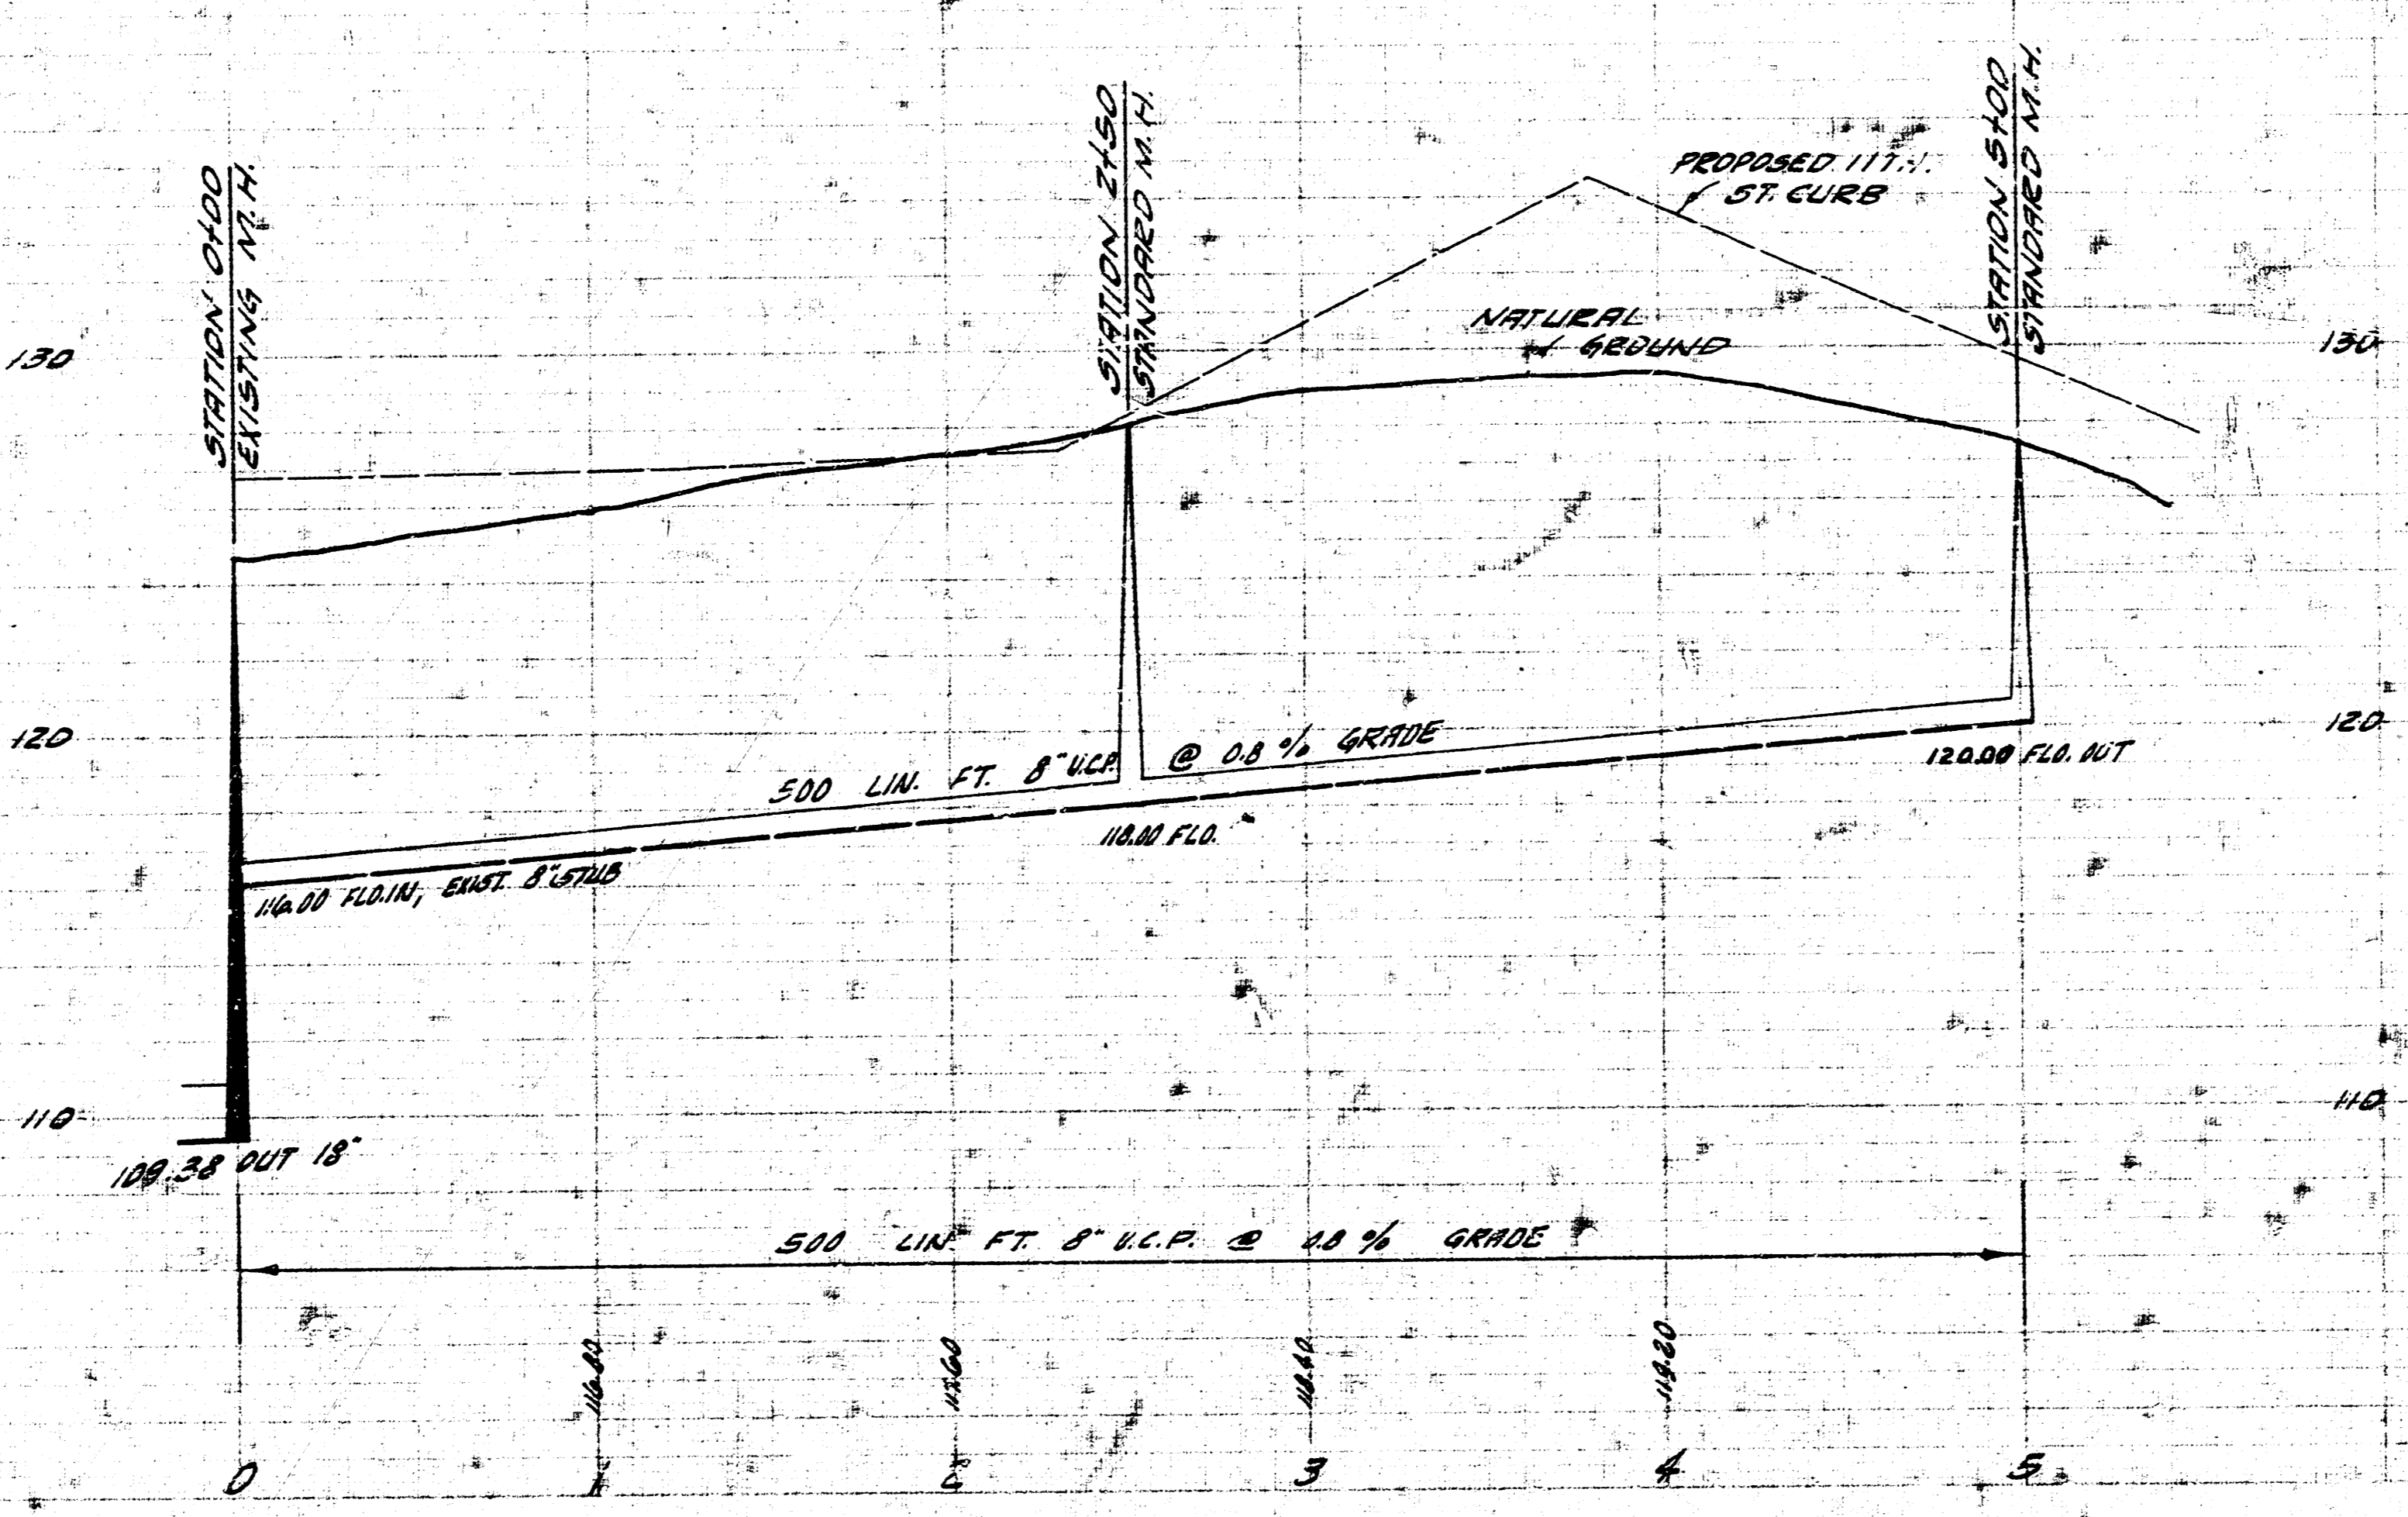 STATION 0+00
EXISTING M.H.
STATION 2+50
STANDARD M.H.
STATION 5+00
STANDARD M.H.
PROPOSED 11TH
ST. CURB
NATURAL
GROUND
130
130
120
120
110
110
500 LIN. FT. 8" V.C.P. @ 0.8 % GRADE
120.00 FLO. OUT
118.00 FLO.
116.00 FLO.IN, EXIST. 8" STUB
109.38 OUT 18"
500 LIN FT. 8" V.C.P. @ 0.8 % GRADE
116.80
117.60
118.40
119.20
0
1
2
3
4
5